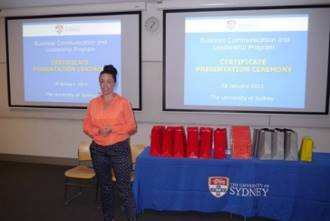 Business Communication and
Leadership Program
CERTIFICATE
PRESENTATION CEREMONY
The University of Sydney
SYDNEY
Business Communication and
Leadership Program
CERTIFICATE
PRESENTATION CEREMONY
The University of Sydney
THE UNIVERSITY OF
SYDNEY